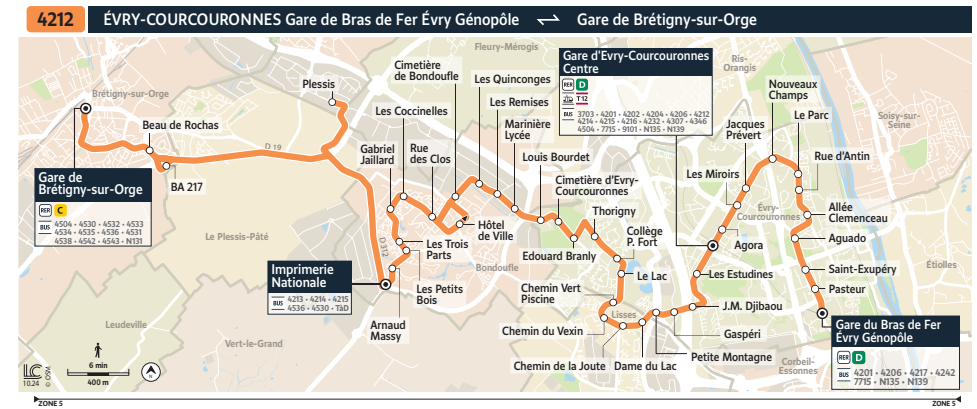 4212
ÉVRY-COURCOURONNES Gare de Bras de Fer Évry Génopôle
Gare de Brétigny-sur-Orge
Fleury-Mérogis
Ris-
Orangis
Soisy-sur-
Seine
Brétigny-sur-Orge
Plessis
Cimetière
de Bondoufle
Les Quinconges
Gare d'Evry-Courcouronnes
Centre
RER D
T12
BUS
3703 • 4201 • 4202 • 4204 • 4206 • 4212
4214 • 4215 • 4216 • 4232 • 4307 • 4346
4504 • 7715 • 9101 • N135 • N139
Nouveaux
Champs
Le Parc
Jacques
Prévert
Rue d'Antin
Beau de Rochas
D 19
BA 217
Les Coccinelles
Les Remises
Marinière
Lycée
Gabriel
Jaillard
Rue
des Clos
Louis Bourdet
Cimetière d'Evry-
Courcouronnes
Les Miroirs
Évry-
Courcouronnes
Allée
Clemenceau
Gare de
Brétigny-sur-Orge
RER C
BUS
4504 • 4530 • 4532 • 4533
4534 • 4535 • 4536 • 4531
4538 • 4542 • 4543 • N131
Le Plessis-Pâté
D 312
Hôtel
de Ville
Thorigny
Collège
P. Fort
Agora
Aguado
Les Trois
Parts
Edouard Branly
Étiolles
Imprimerie
Nationale
BUS
4213 • 4214 • 4215
4536 • 4530 • TàD
Bondoufle
Le Lac
Les Estudines
Saint-Exupéry
Les Petits
Bois
Chemin Vert
Piscine
Pasteur
J.M. Djibaou
Arnaud
Massy
Lisses
Chemin du Vexin
Gaspéri
Leudeville
Vert-le-Grand
Chemin de la Joute
Dame du Lac
Petite Montagne
Corbeil-
Essonnes
Gare du Bras de Fer
Évry Génopôle
RER D
BUS
4201 • 4206 • 4217 • 4242
7715 • N135 • N139
LC
10.24
© OSM
6 min
400 m
N
ZONE 5
ZONE 5